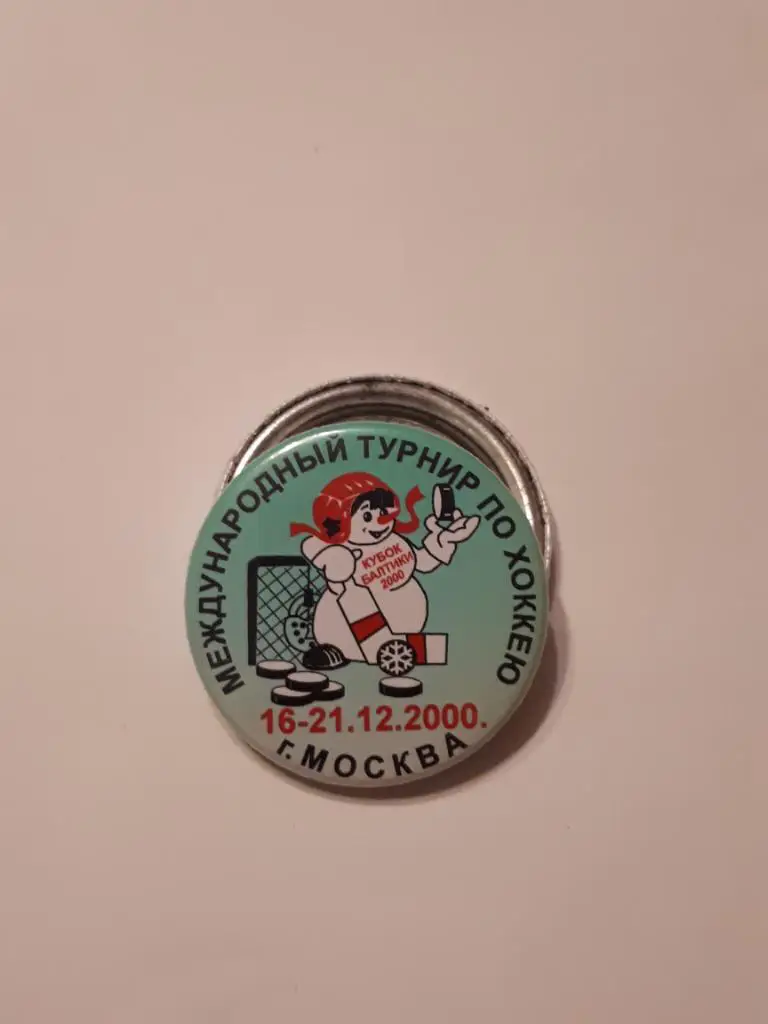 МЕЖДУНАРОДНЫЙ ТУРНИР ПО ХОККЕЮ
КУБОК
БАЛТИКИ
2000
16-21.12.2000.
г. МОСКВА